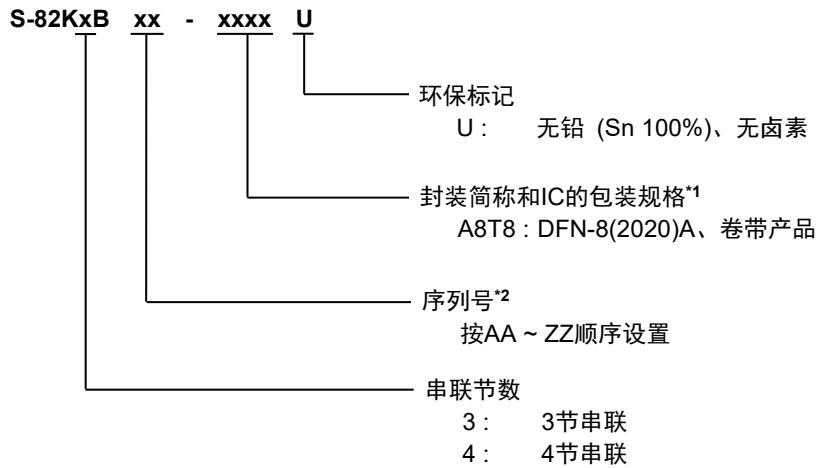 S-82KxB xx - xxxx U
环保标记
U : 无铅 (Sn 100%)、无卤素
封装简称和IC的包装规格*1
A8T8 : DFN-8(2020)A、卷带产品
序列号*2
按AA ~ ZZ顺序设置
串联节数
3 : 3节串联
4 : 4节串联